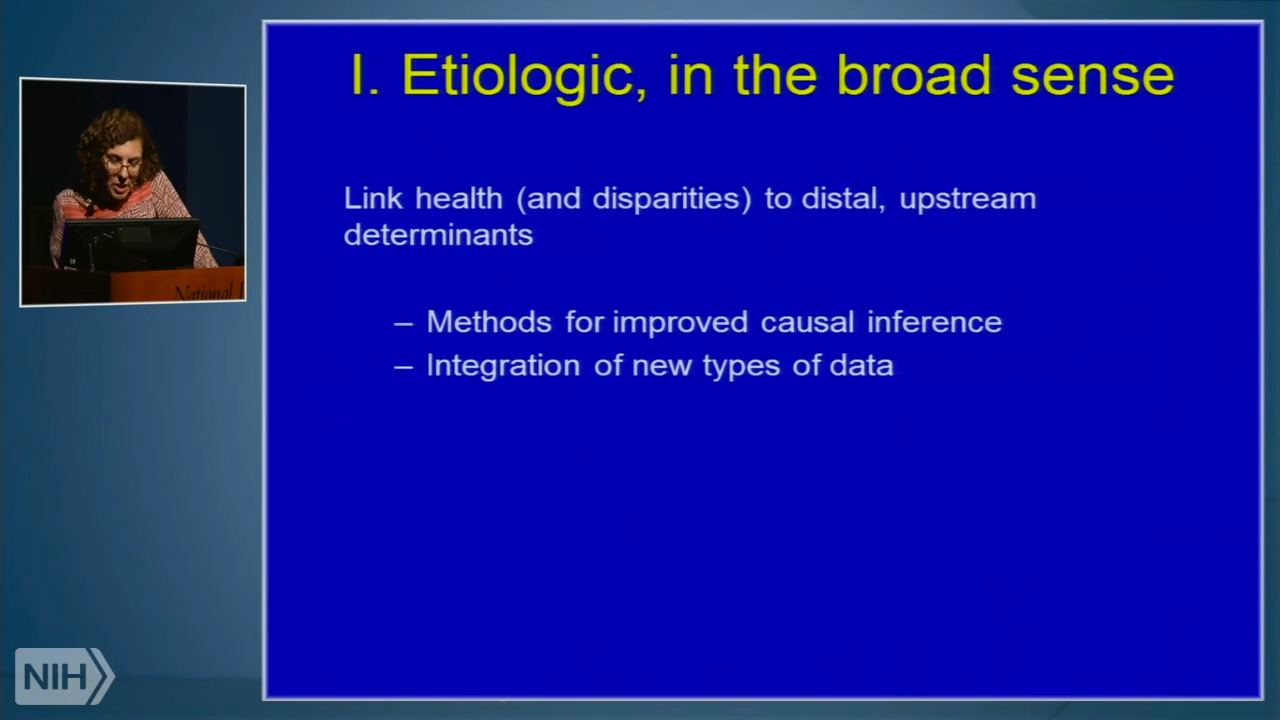 I. Etiologic, in the broad sense
Link health (and disparities) to distal, upstream
determinants
– Methods for improved causal inference
– Integration of new types of data
National
NIH